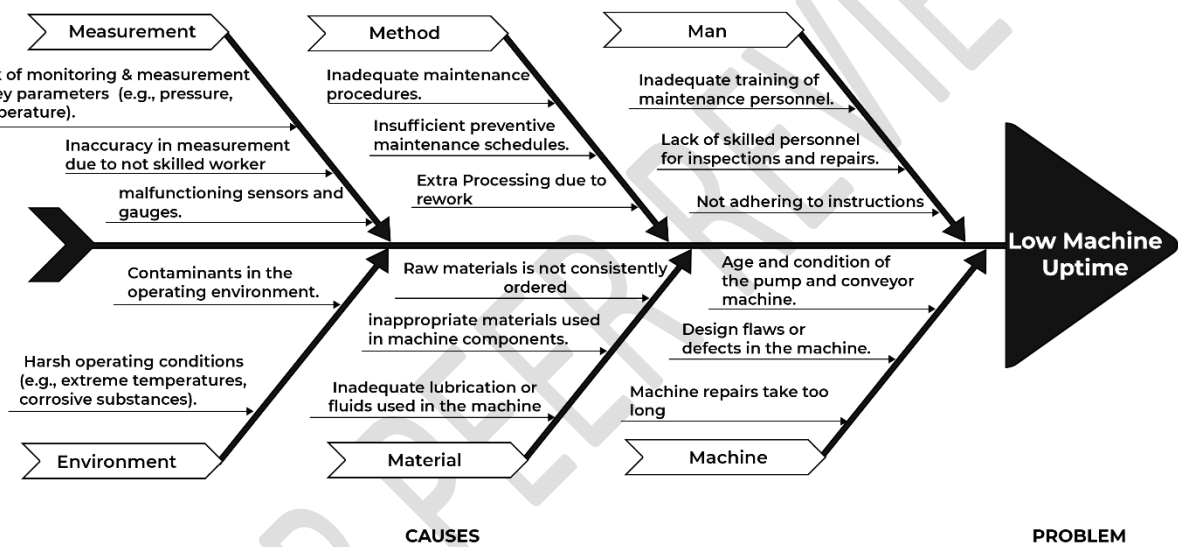 Measurement
Method
Man
of monitoring & measurement
parameters (e.g., pressure,
Inaccuracy in measurement
due to not skilled worker
malfunctioning sensors and
gauges.
Inadequate maintenance
procedures.
Insufficient preventive
maintenance schedules.
Extra Processing due to
rework
Inadequate training of
maintenance personnel.
Lack of skilled personnel
for inspections and repairs.
Not adhering to instructions
Low Machine
Uptime
Contaminants in the
operating environment.
Harsh operating conditions
(e.g., extreme temperatures,
corrosive substances).
Raw materials is not consistently
ordered
inappropriate materials used
in machine components.
Inadequate lubrication or
fluids used in the machine
Age and condition of
the pump and conveyor
machine.
Design flaws or
defects in the machine.
Machine repairs take too
long
Environment
Material
Machine
CAUSES
PROBLEM
PEER REVIE